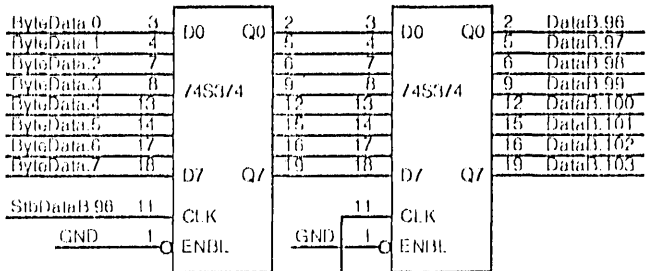 ByteData.0 3 D0 Q0 2 3 D0 Q0 2 DataB.96
ByteData.1 4 5 4 5 DataB.97
ByteData.2 7 6 7 6 DataB.98
ByteData.3 8 74S374 9 8 74S374 9 DataB.99
ByteData.4 13 12 13 12 DataB.100
ByteData.5 14 15 14 15 DataB.101
ByteData.6 17 16 17 16 DataB.102
ByteData.7 18 D7 Q7 19 18 D7 Q7 19 DataB.103
StbDataB.96 11 CLK 11 CLK
GND 1 ENBL GND 1 ENBL